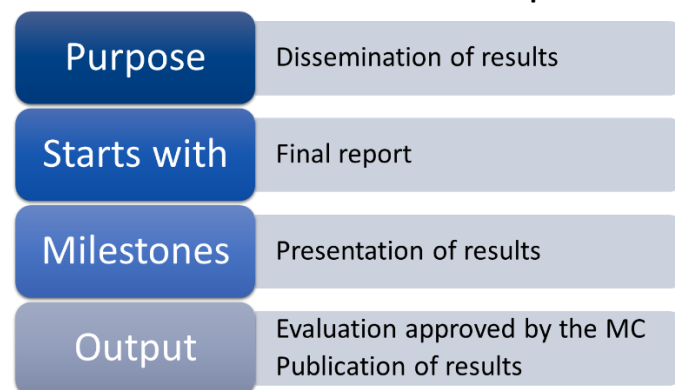 Purpose
Dissemination of results
Starts with
Final report
Milestones
Presentation of results
Output
Evaluation approved by the MC
Publication of results